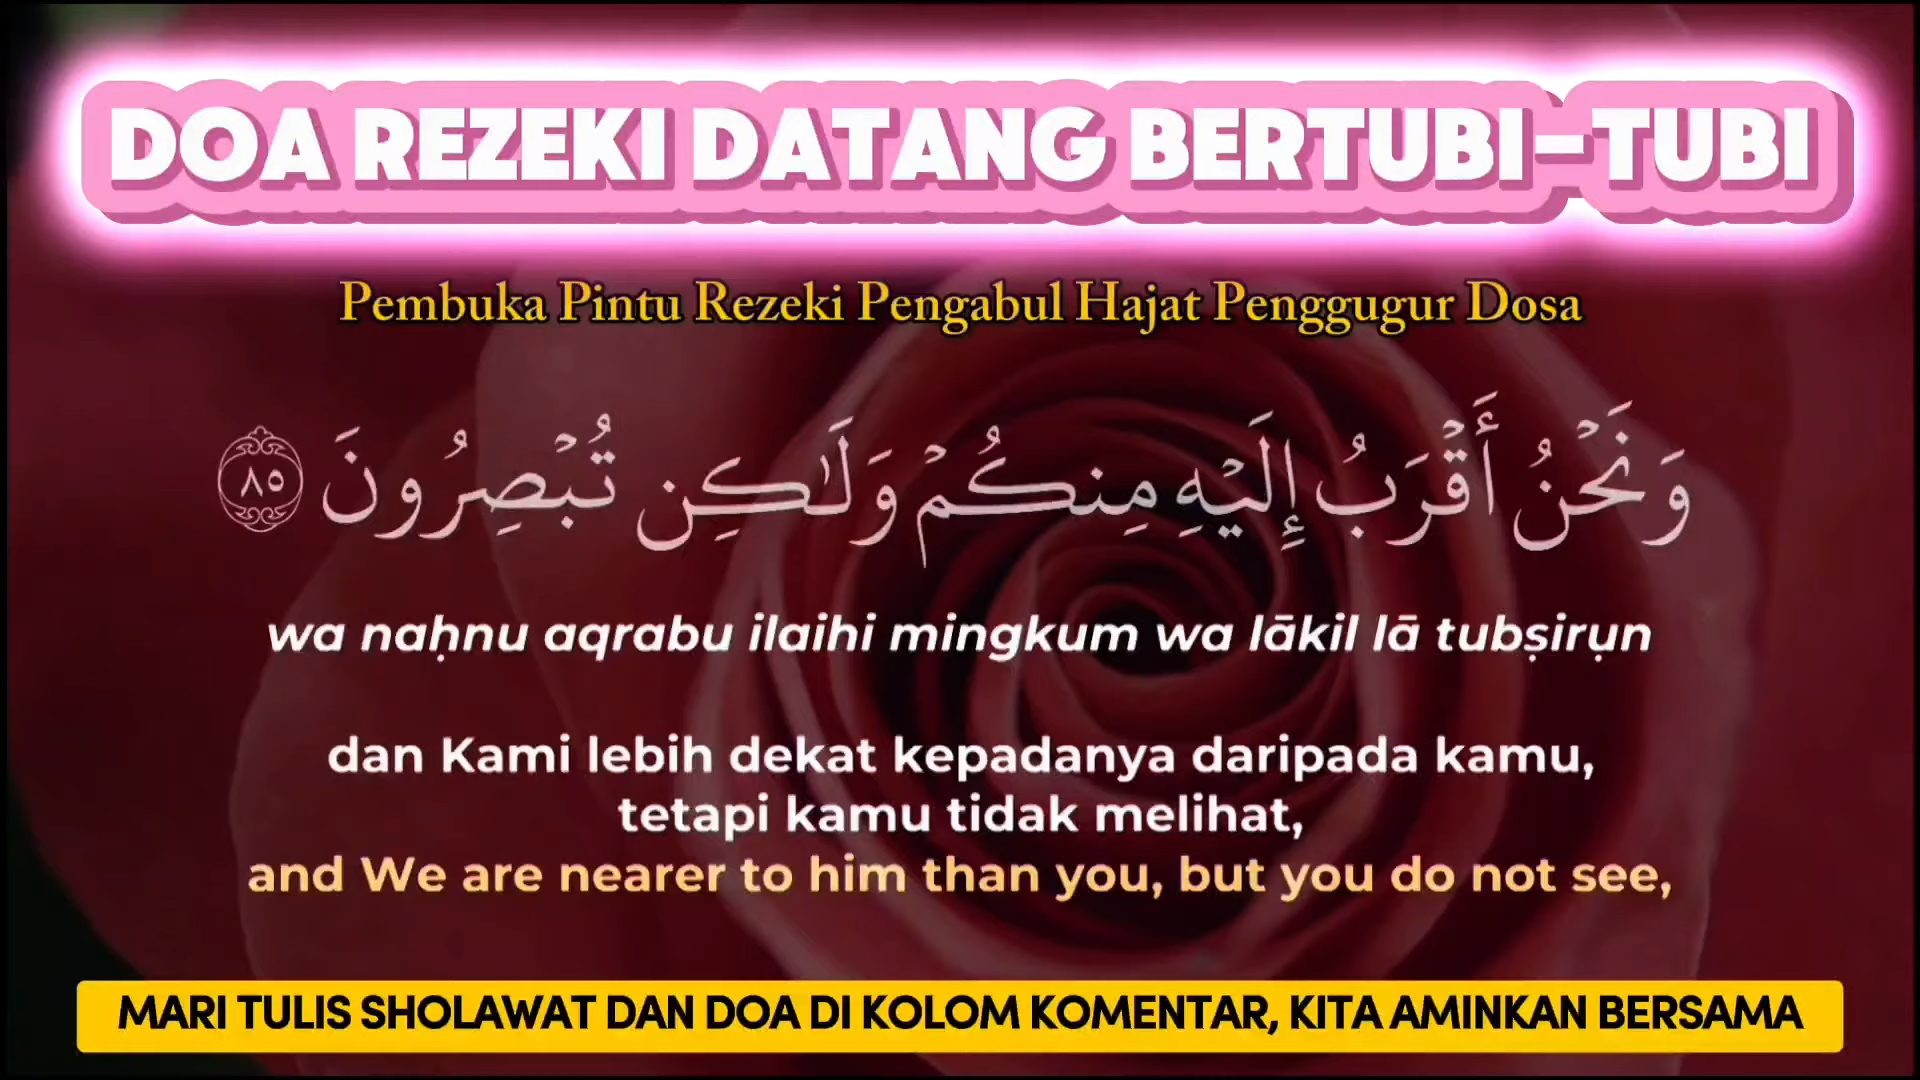 DOA REZEKI DATANG BERTUBI-TUBI
Pembuka Pintu Rezeki Pengabul Hajat Penggugur Dosa
وَنَحۡنُ أَقۡرَبُ إِلَيۡهِ مِنكُمۡ وَلَٰكِن تُبۡصِرُونَ ٨٥
wa naḥnu aqrabu ilaihi mingkum wa lākil lā tubṣirụn
dan Kami lebih dekat kepadanya daripada kamu,
tetapi kamu tidak melihat,
and We are nearer to him than you, but you do not see,
MARI TULIS SHOLAWAT DAN DOA DI KOLOM KOMENTAR, KITA AMINKAN BERSAMA